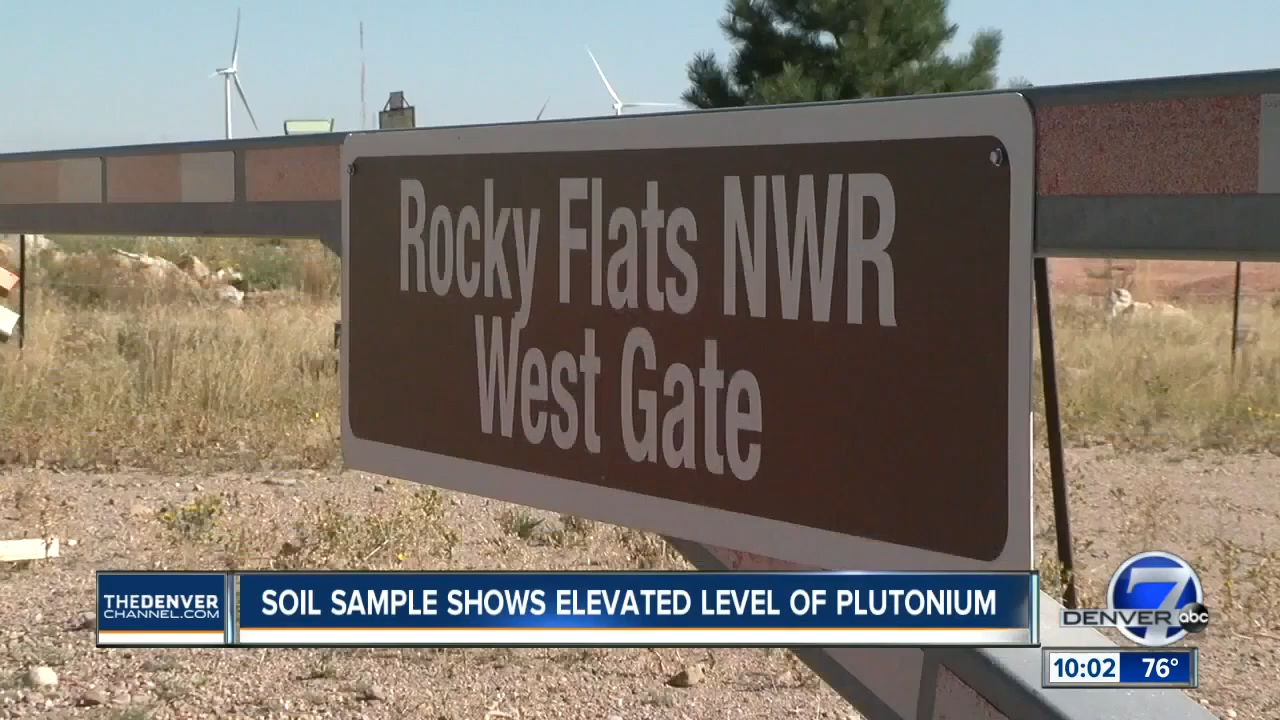 Rocky Flats NWR
West Gate
THEDENVER
CHANNEL.COM
SOIL SAMPLE SHOWS ELEVATED LEVEL OF PLUTONIUM
7
DENVER abc
10:02 76°